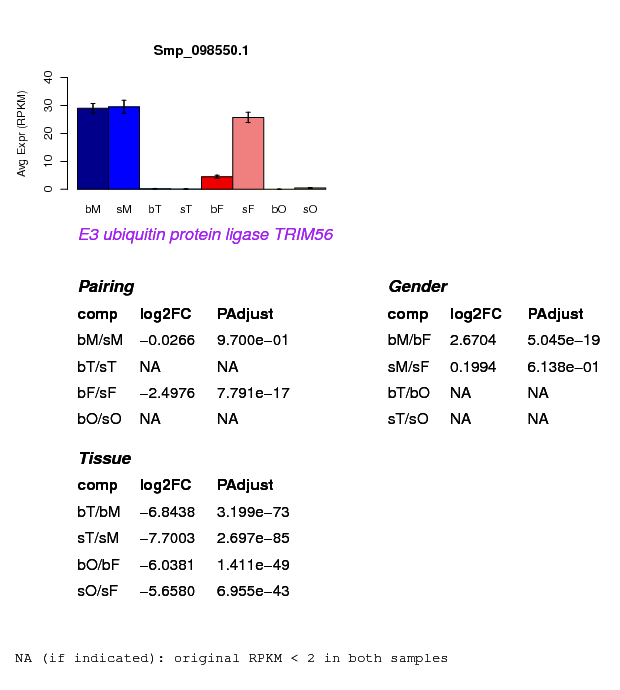 Smp_098550.1
Avg Expr (RPKM)
0 10 20 30 40
bM sM bT sT bF sF bO sO
E3 ubiquitin protein ligase TRIM56
Pairing
comp log2FC PAdjust
bM/sM −0.0266 9.700e−01
bT/sT NA NA
bF/sF −2.4976 7.791e−17
bO/sO NA NA
Gender
comp log2FC PAdjust
bM/bF 2.6704 5.045e−19
sM/sF 0.1994 6.138e−01
bT/bO NA NA
sT/sO NA NA
Tissue
comp log2FC PAdjust
bT/bM −6.8438 3.199e−73
sT/sM −7.7003 2.697e−85
bO/bF −6.0381 1.411e−49
sO/sF −5.6580 6.955e−43
NA (if indicated): original RPKM < 2 in both samples